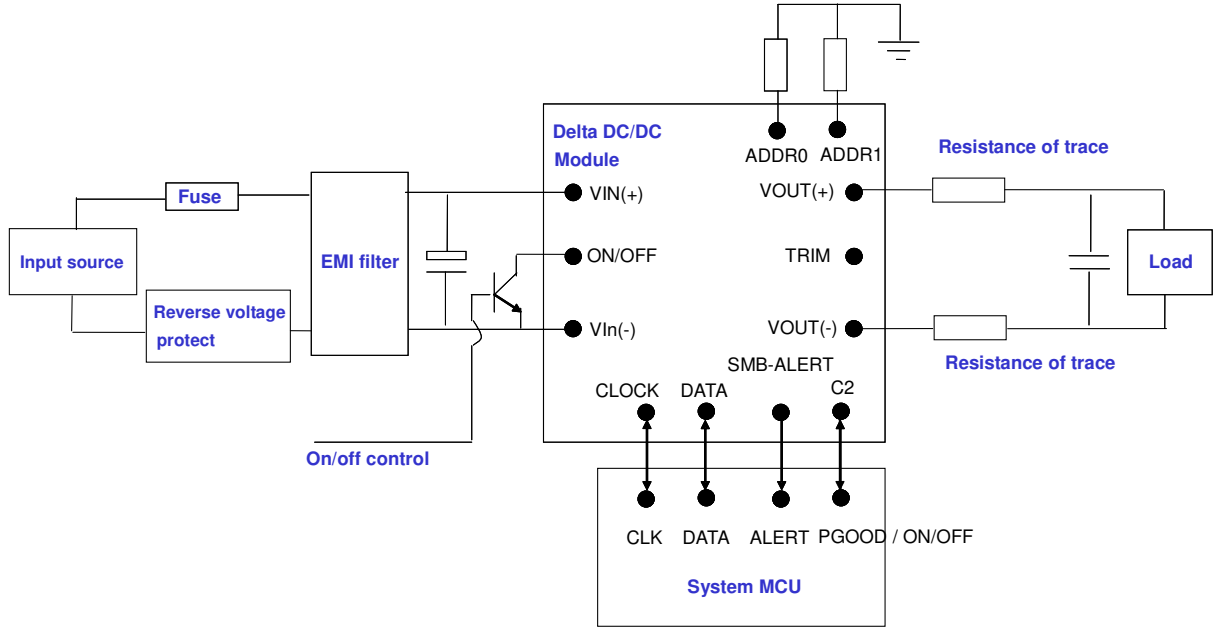 Delta DC/DC
Module
ADDR0 ADDR1
Resistance of trace
Fuse
VIN(+)
VOUT(+)
Input source
EMI filter
ON/OFF
TRIM
Load
Reverse voltage
protect
VIn(-)
VOUT(-)
SMB-ALERT
Resistance of trace
CLOCK DATA
C2
On/off control
CLK DATA ALERT PGOOD / ON/OFF
System MCU